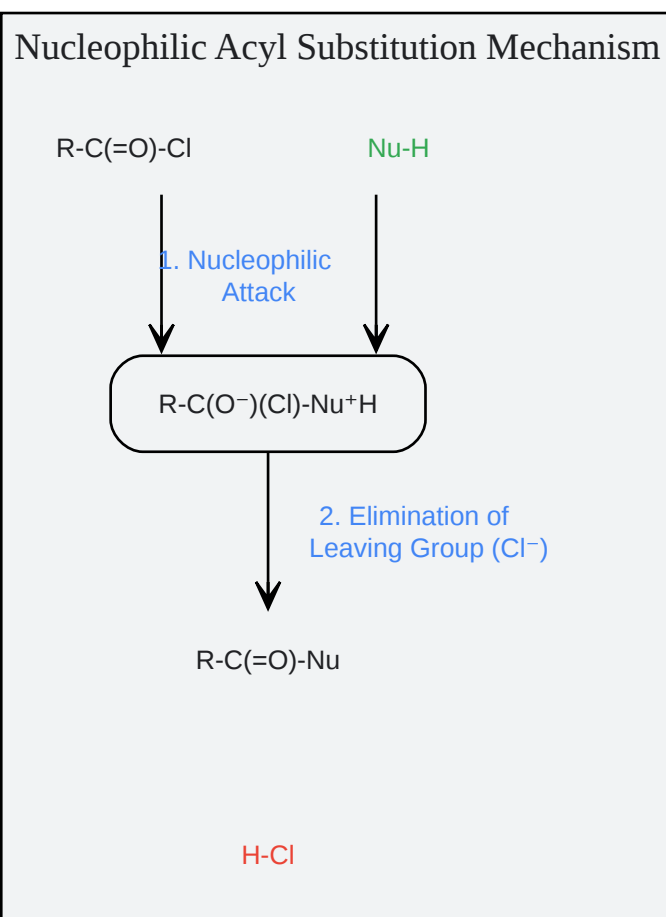 Nucleophilic Acyl Substitution Mechanism
R-C(=O)-Cl
Nu-H
1. Nucleophilic
Attack
R-C(O⁻)(Cl)-Nu⁺H
2. Elimination of
Leaving Group (Cl⁻)
R-C(=O)-Nu
H-Cl